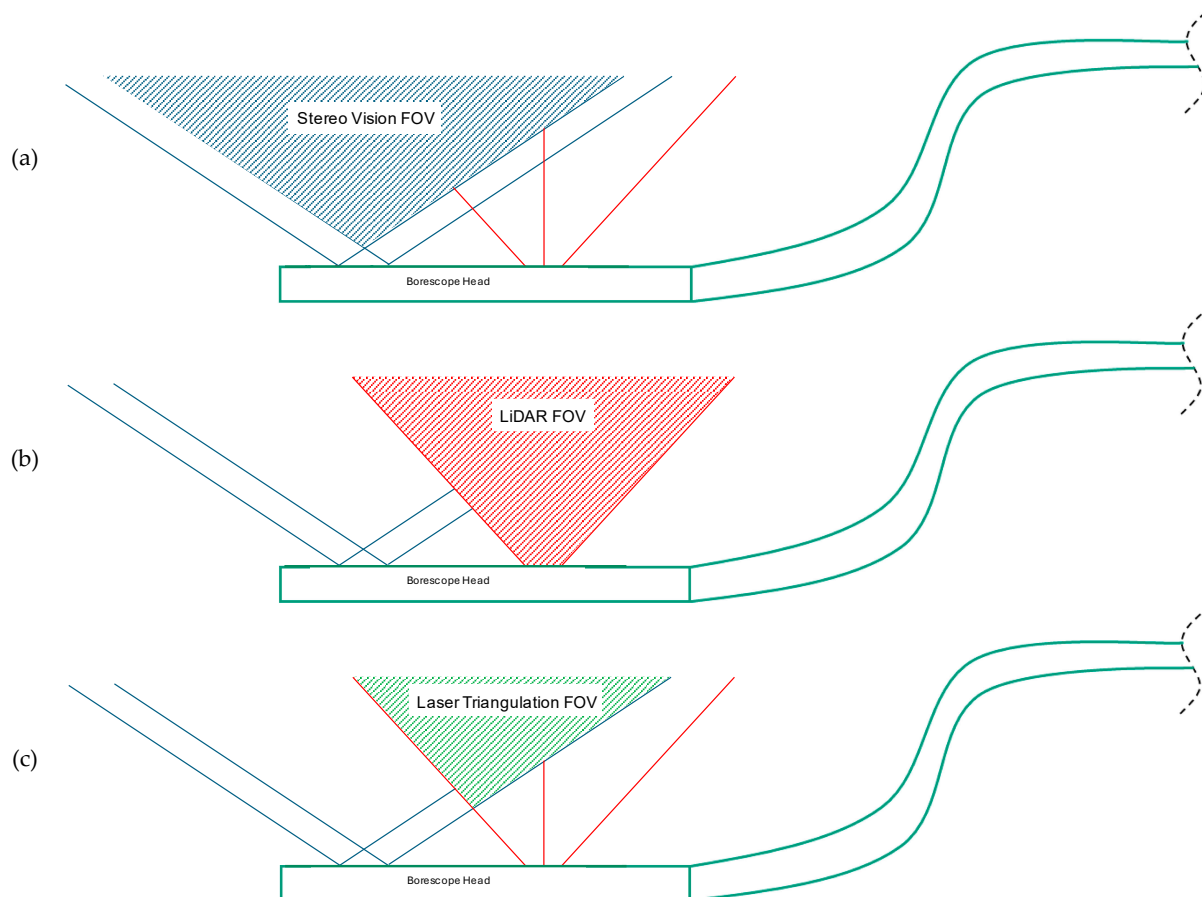 Stereo Vision FOV
(a)
Borescope Head
LiDAR FOV
(b)
Borescope Head
Laser Triangulation FOV
(c)
Borescope Head